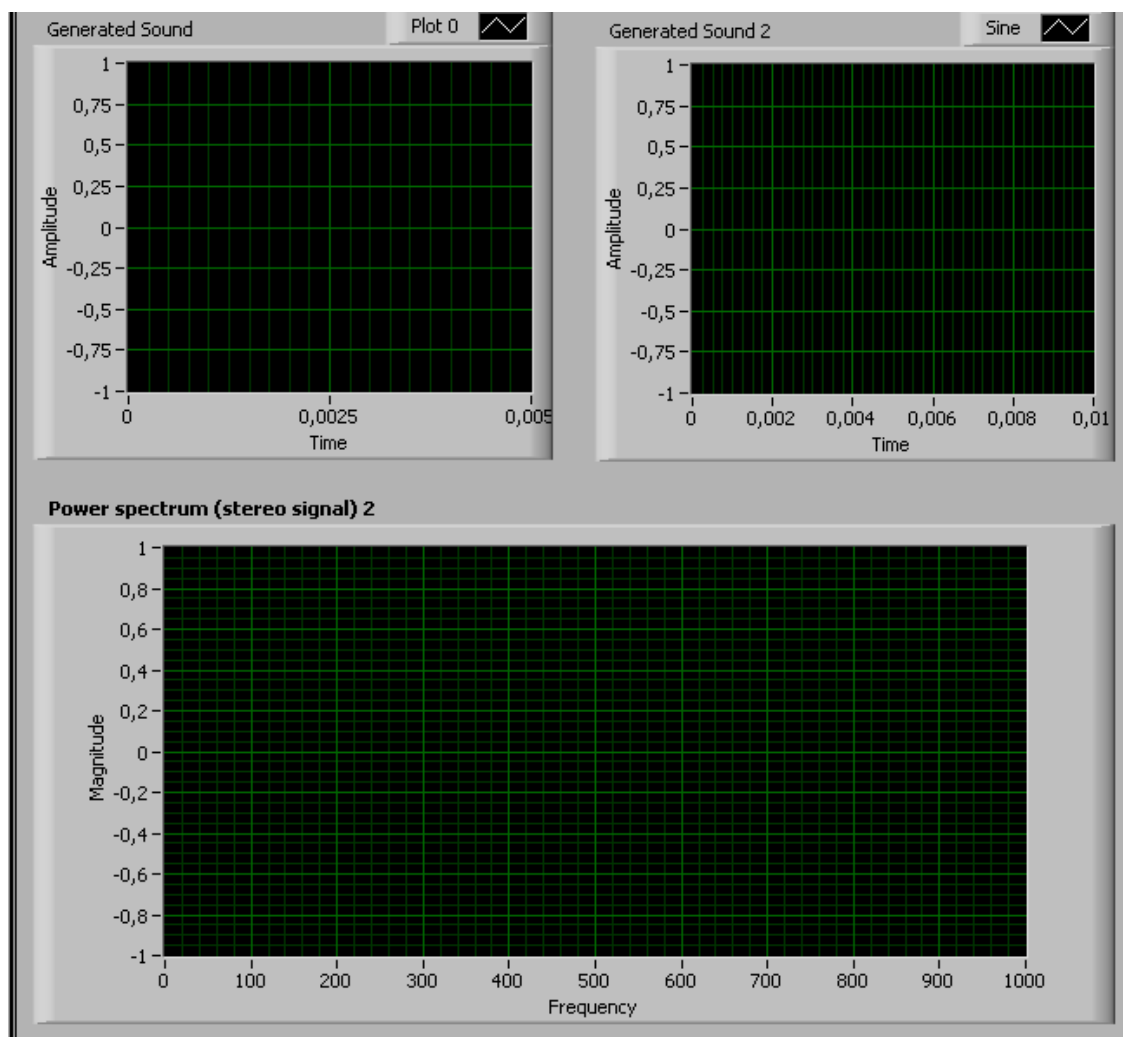 Generated Sound
Plot 0
1
0,75
0,5
0,25
0
-0,25
-0,5
-0,75
-1
Amplitude
0 0,0025 0,005
Time
Generated Sound 2
Sine
1
0,75
0,5
0,25
0
-0,25
-0,5
-0,75
-1
Amplitude
0 0,002 0,004 0,006 0,008 0,01
Time
Power spectrum (stereo signal) 2
1
0,8
0,6
0,4
0,2
0
-0,2
-0,4
-0,6
-0,8
-1
Magnitude
0 100 200 300 400 500 600 700 800 900 1000
Frequency